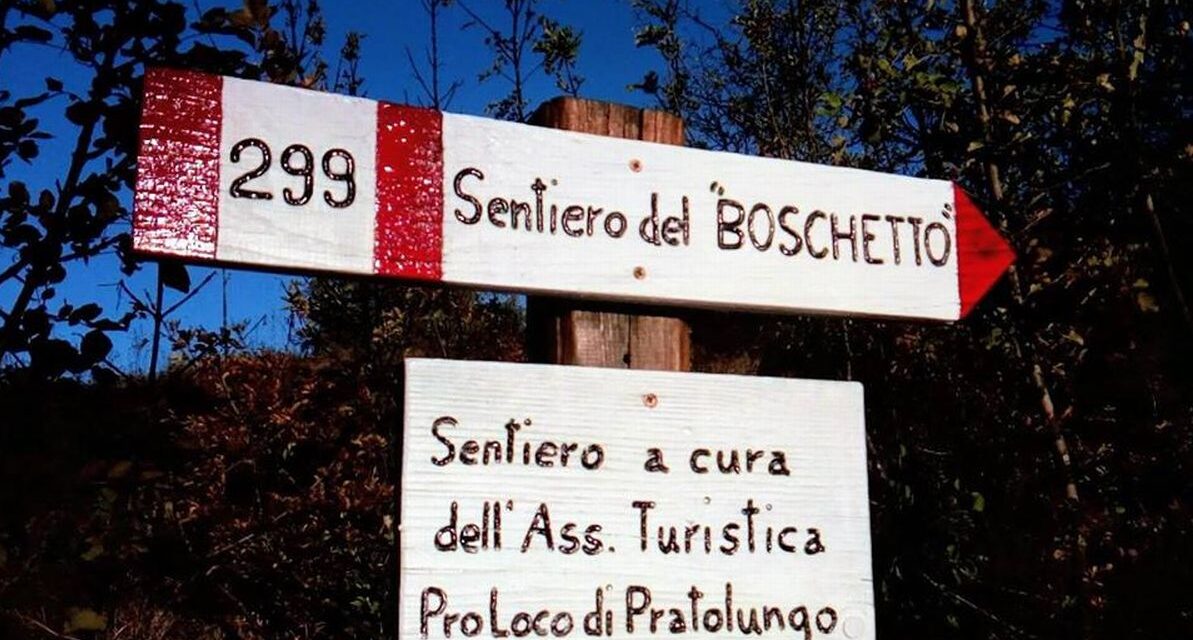 299 Sentiero del "BOSCHETTO"
Sentiero a cura
dell'Ass. Turistica
Pro Loco di Pratolungo